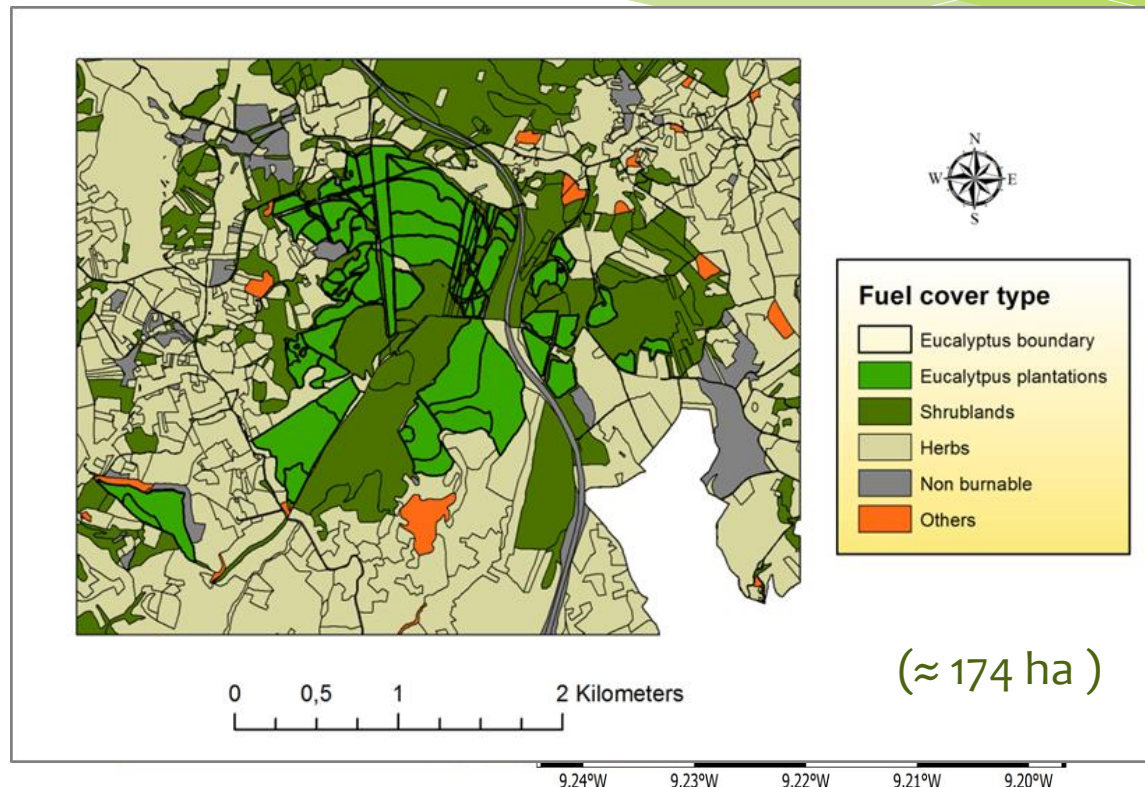 N
W E
S
Fuel cover type
Eucalyptus boundary
Eucalytpus plantations
Shrublands
Herbs
Non burnable
Others
(≈ 174 ha )
0 0,5 1 2 Kilometers
9.24°W 9.23°W 9.22°W 9.21°W 9.20°W